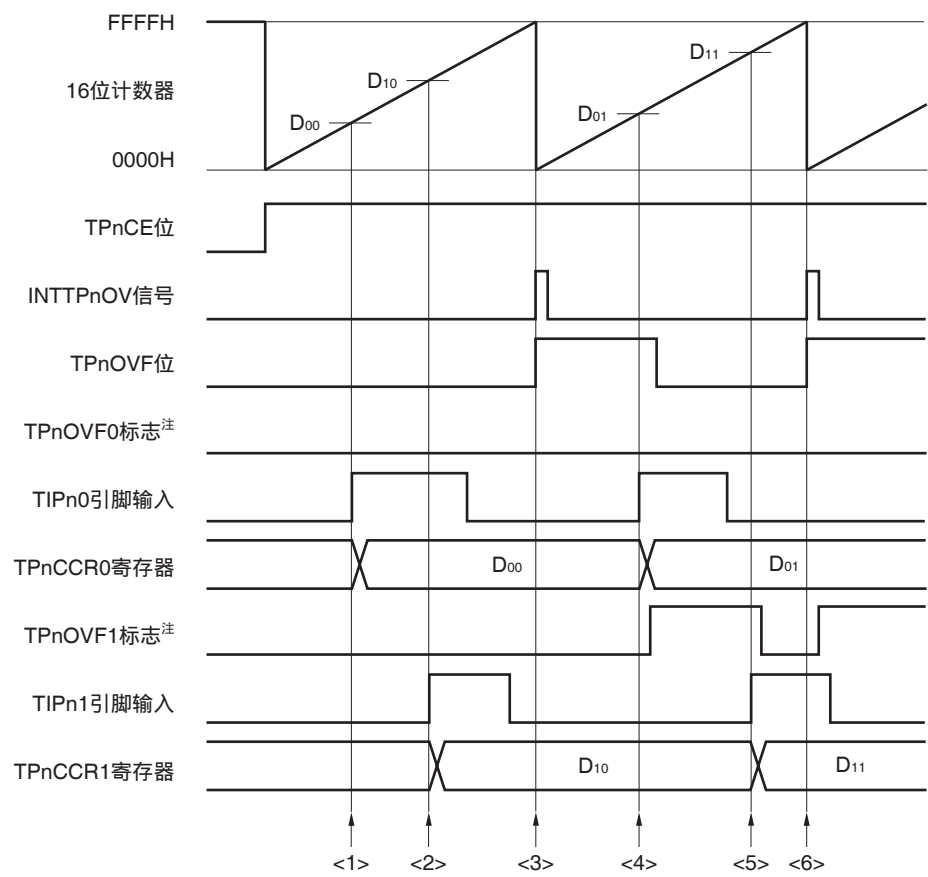 FFFFH
16位计数器
0000H
D00
D10
D01
D11
TPnCE位
INTTPnOV信号
TPnOVF位
TPnOVF0标志注
TIPn0引脚输入
TPnCCR0寄存器
D00
D01
TPnOVF1标志注
TIPn1引脚输入
TPnCCR1寄存器
D10
D11
<1> <2> <3> <4> <5> <6>